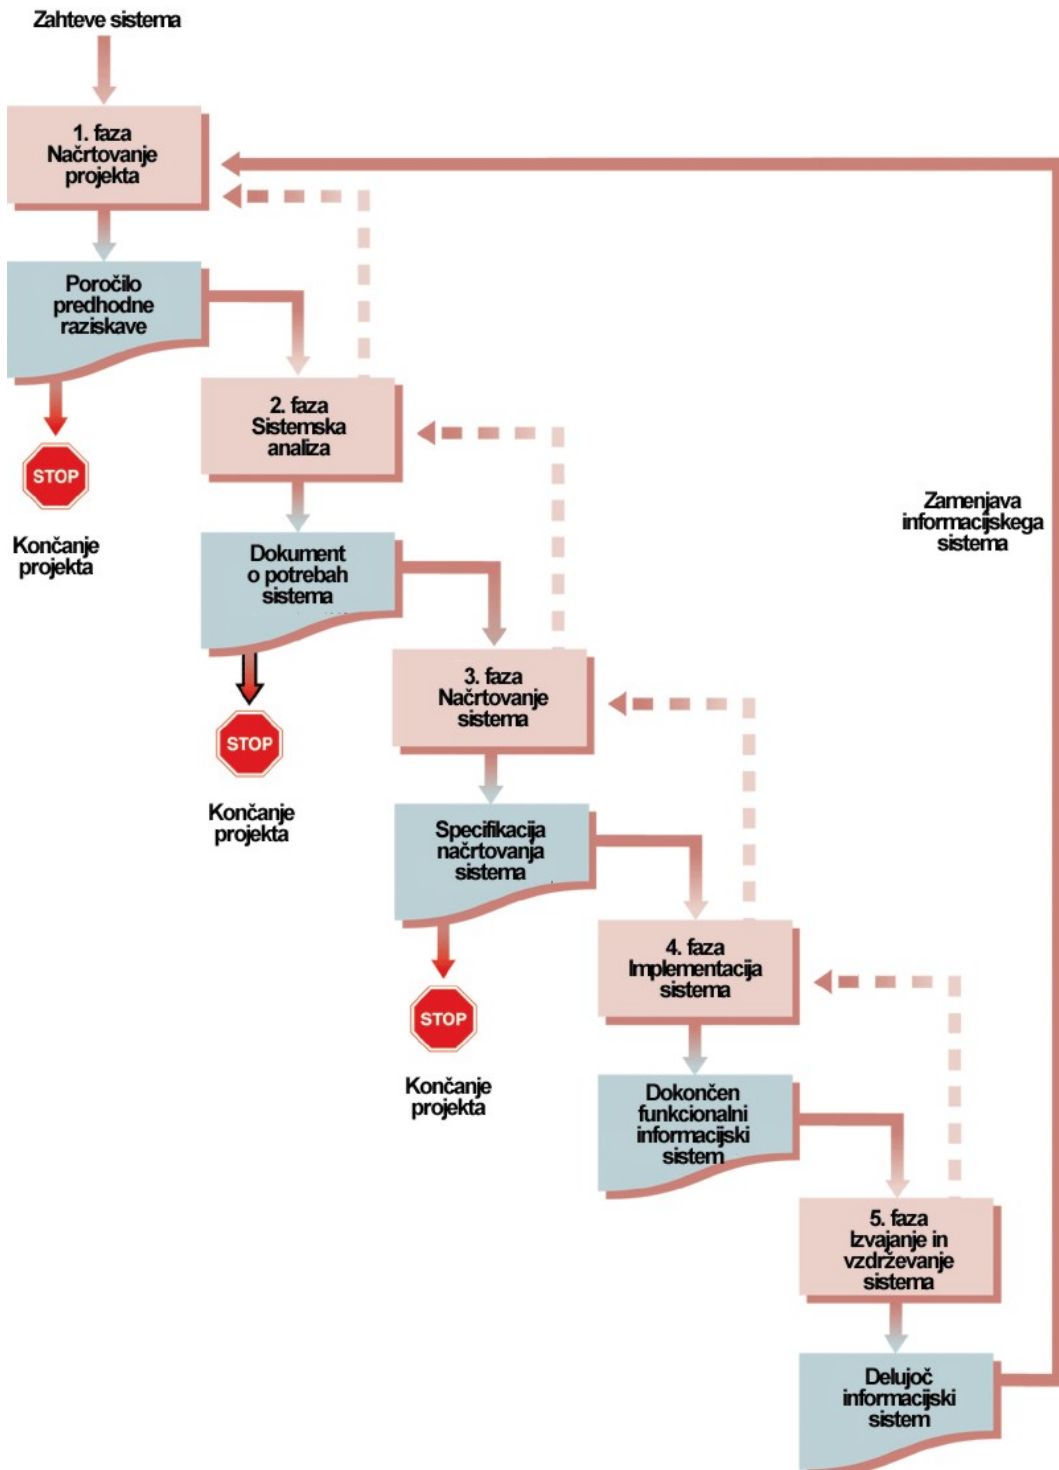 Zahteve sistema
1. faza
Načrtovanje
projekta
Poročilo
predhodne
raziskave
STOP
Končanje
projekta
2. faza
Sistemska
analiza
Dokument
o potrebah
sistema
STOP
Končanje
projekta
3. faza
Načrtovanje
sistema
Specifikacija
načrtovanja
sistema
STOP
Končanje
projekta
4. faza
Implementacija
sistema
Dokončen
funkcionalni
informacijski
sistem
5. faza
Izvajanje in
vzdrževanje
sistema
Delujoč
informacijski
sistem
Zamenjava
informacijskega
sistema